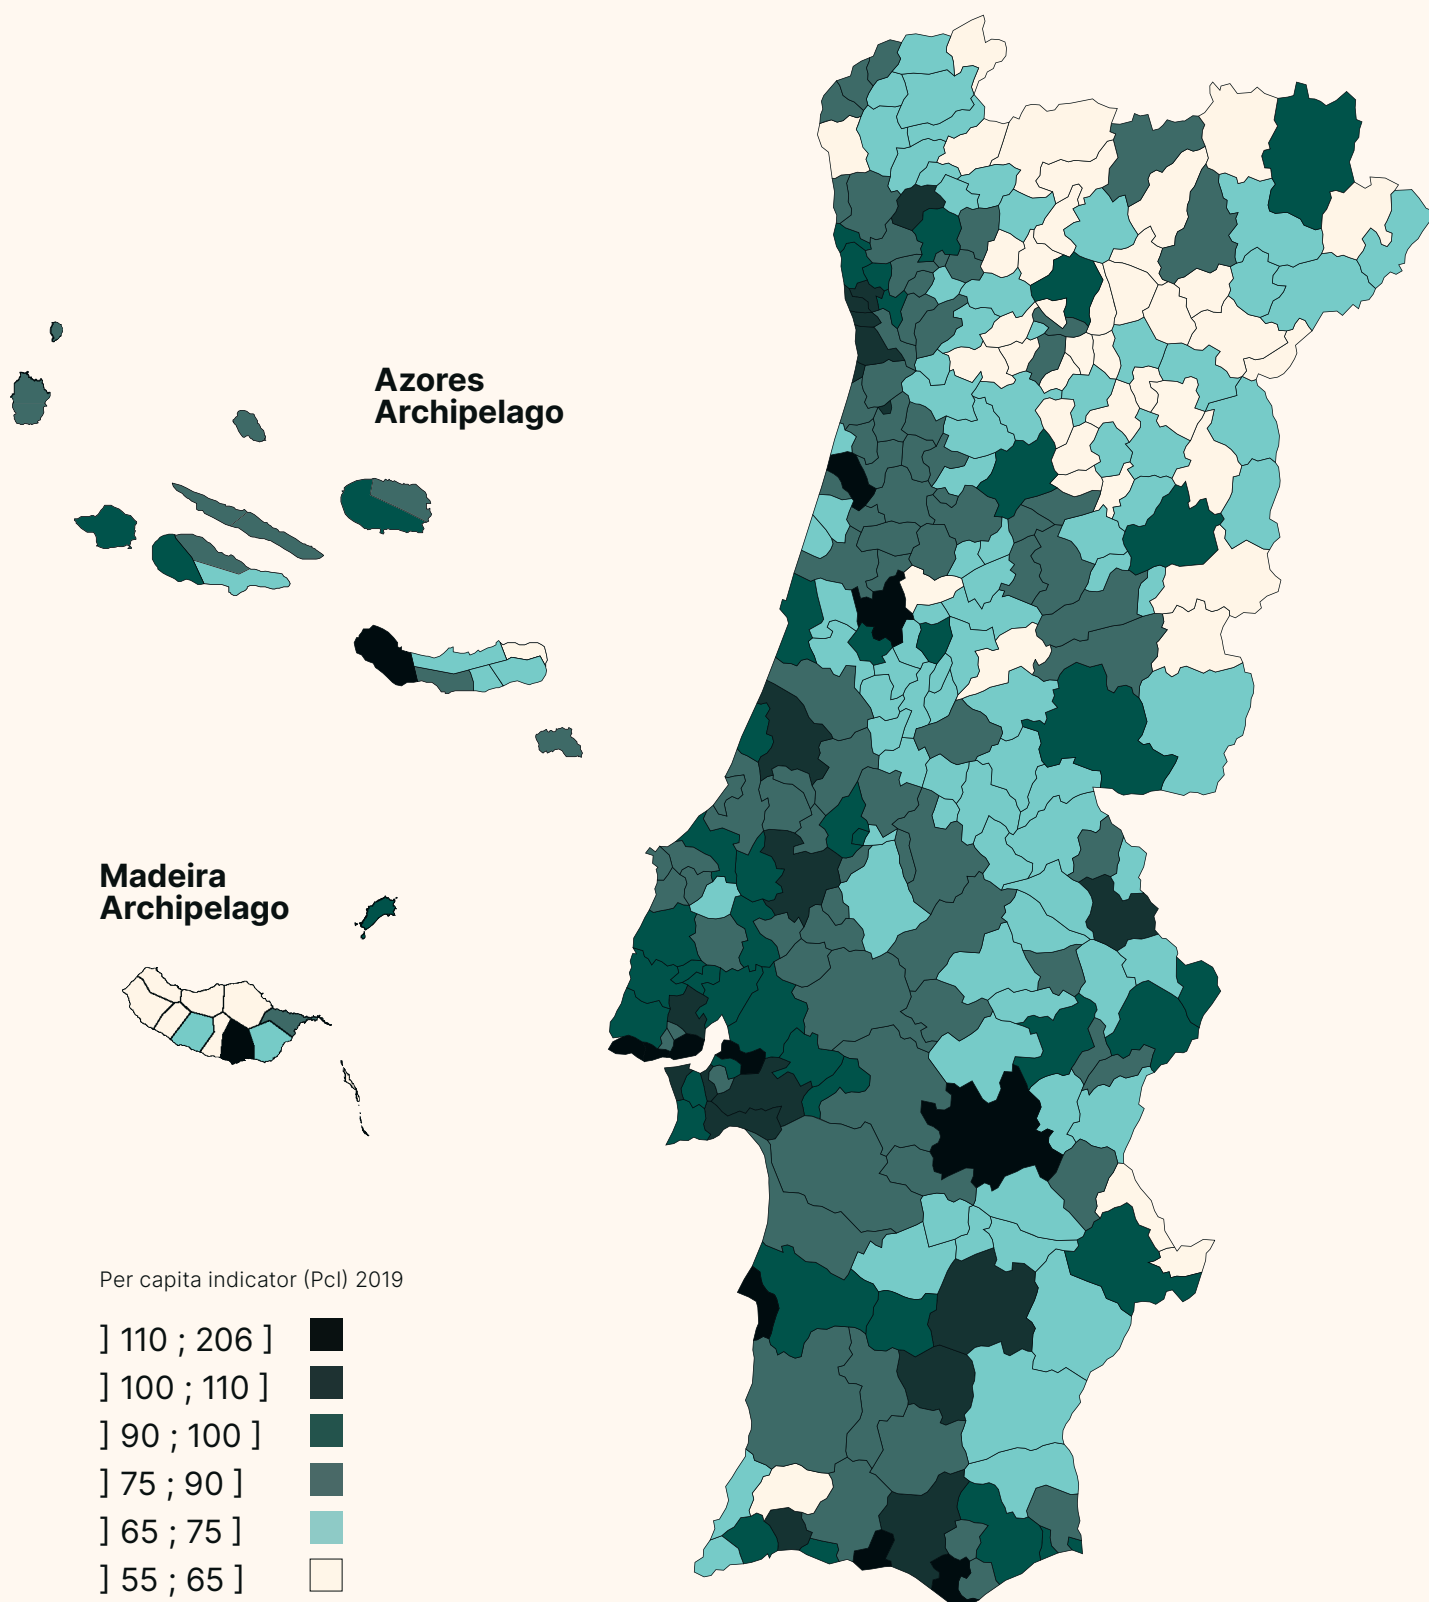 Azores
Archipelago
Madeira
Archipelago
Per capita indicator (PcI) 2019
] 110 ; 206 ]
] 100 ; 110 ]
] 90 ; 100 ]
] 75 ; 90 ]
] 65 ; 75 ]
] 55 ; 65 ]